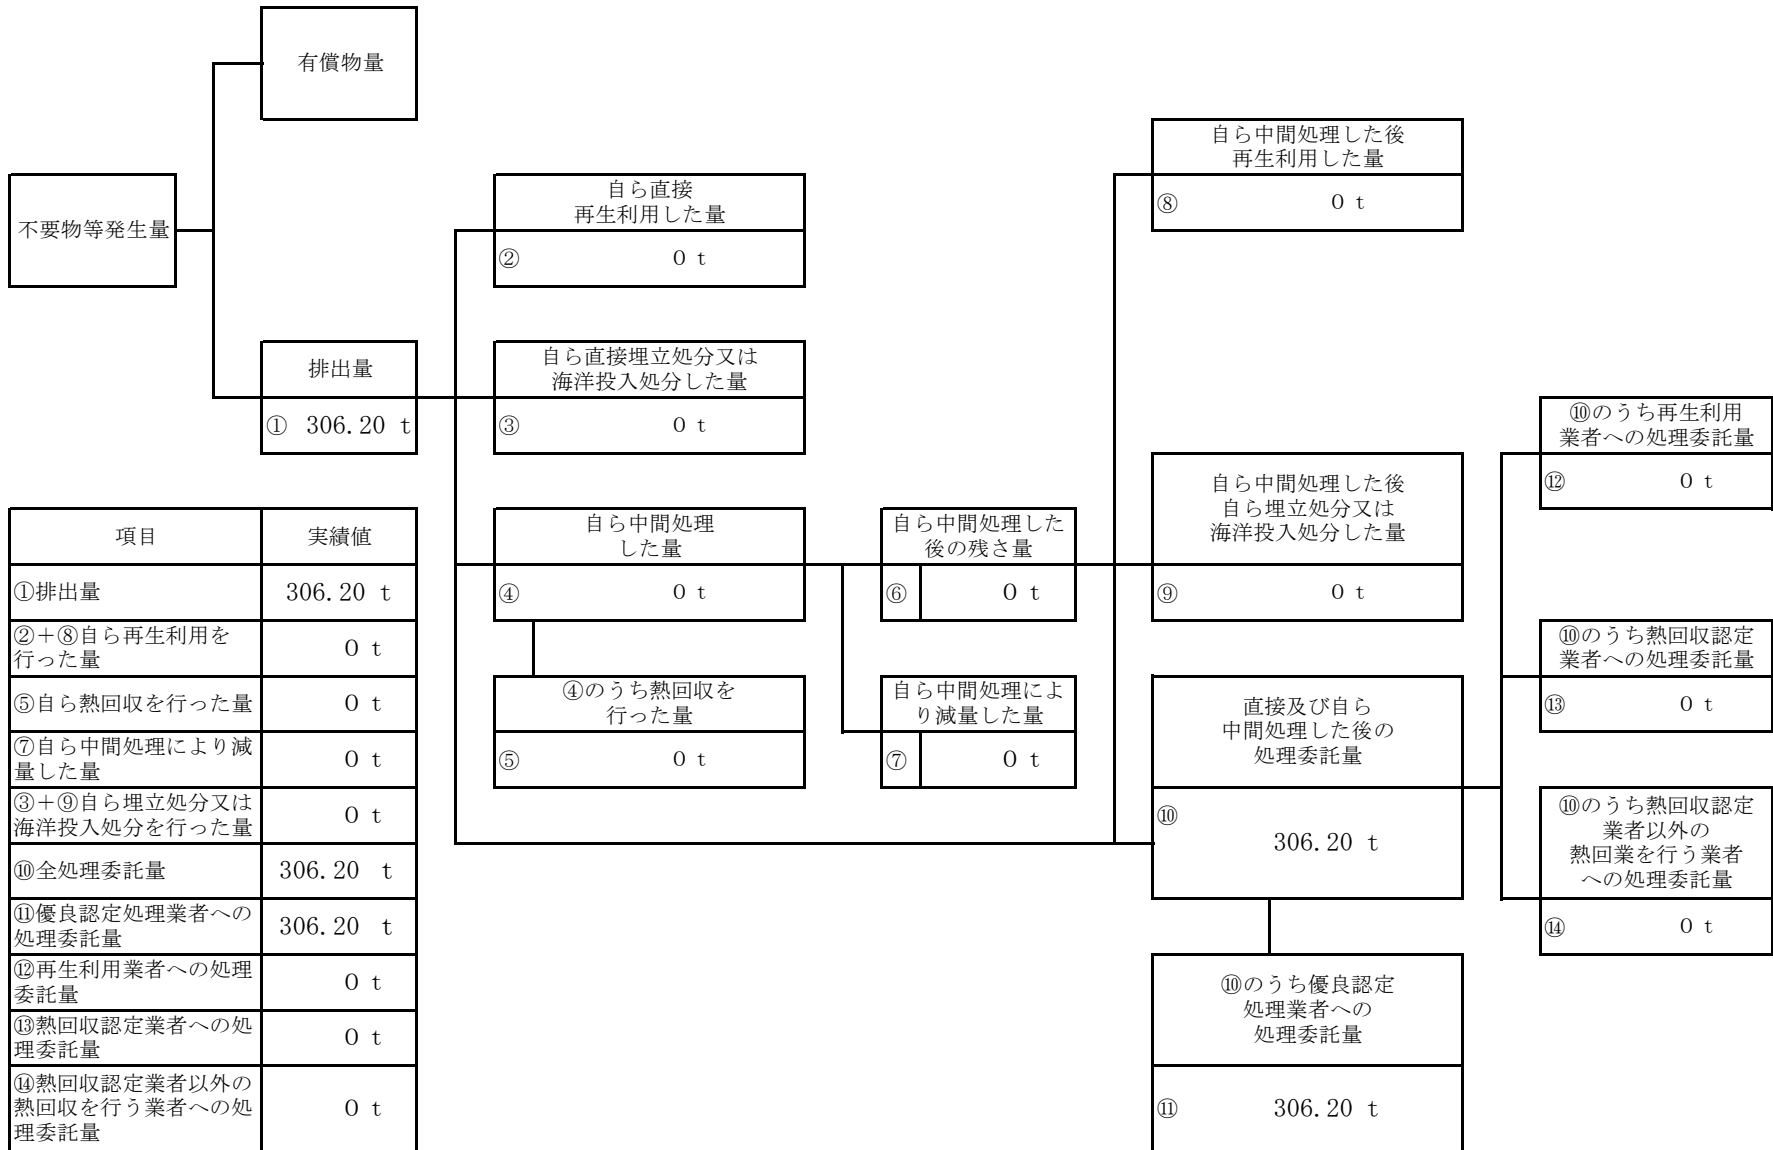 有償物量
不要物等発生量
排出量
① 306.20 t
自ら直接
再生利用した量
② 0 t
自ら直接埋立処分又は
海洋投入処分した量
③ 0 t
自ら中間処理
した量
④ 0 t
④のうち熱回収を
行った量
⑤ 0 t
自ら中間処理した
後の残さ量
⑥ 0 t
自ら中間処理によ
り減量した量
⑦ 0 t
自ら中間処理した後
再生利用した量
⑧ 0 t
自ら中間処理した後
自ら埋立処分又は
海洋投入処分した量
⑨ 0 t
直接及び自ら
中間処理した後の
処理委託量
⑩
306.20 t
⑩のうち優良認定
処理業者への
処理委託量
⑪ 306.20 t
⑩のうち再生利用
業者への処理委託量
⑫ 0 t
⑩のうち熱回収認定
業者への処理委託量
⑬ 0 t
⑩のうち熱回収認定
業者以外の
熱回業を行う業者
への処理委託量
⑭ 0 t
項目 実績値
①排出量 306.20 t
②＋⑧自ら再生利用を
行った量 0 t
⑤自ら熱回収を行った量 0 t
⑦自ら中間処理により減
量した量 0 t
③＋⑨自ら埋立処分又は
海洋投入処分を行った量 0 t
⑩全処理委託量 306.20 t
⑪優良認定処理業者への
処理委託量 306.20 t
⑫再生利用業者への処理
委託量 0 t
⑬熱回収認定業者への処
理委託量 0 t
⑭熱回収認定業者以外の
熱回収を行う業者への処
理委託量 0 t